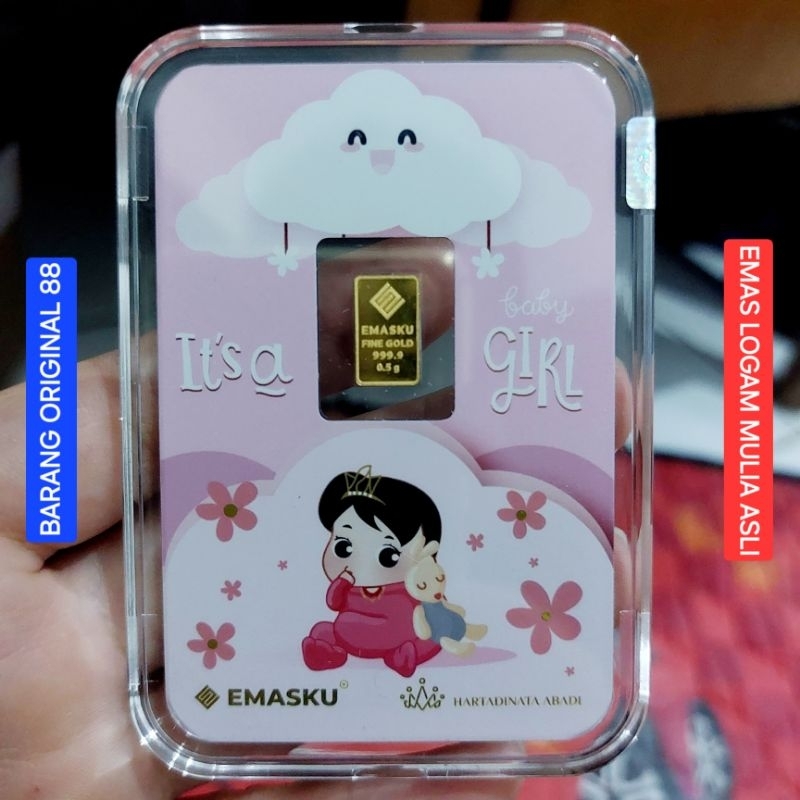 BARANG ORIGINAL 88
EMAS LOGAM MULIA ASLI
It's a
baby
GIRL
EMASKU
FINE GOLD
999.9
0.5 g
EMASKU
HARTADINATA ABADI